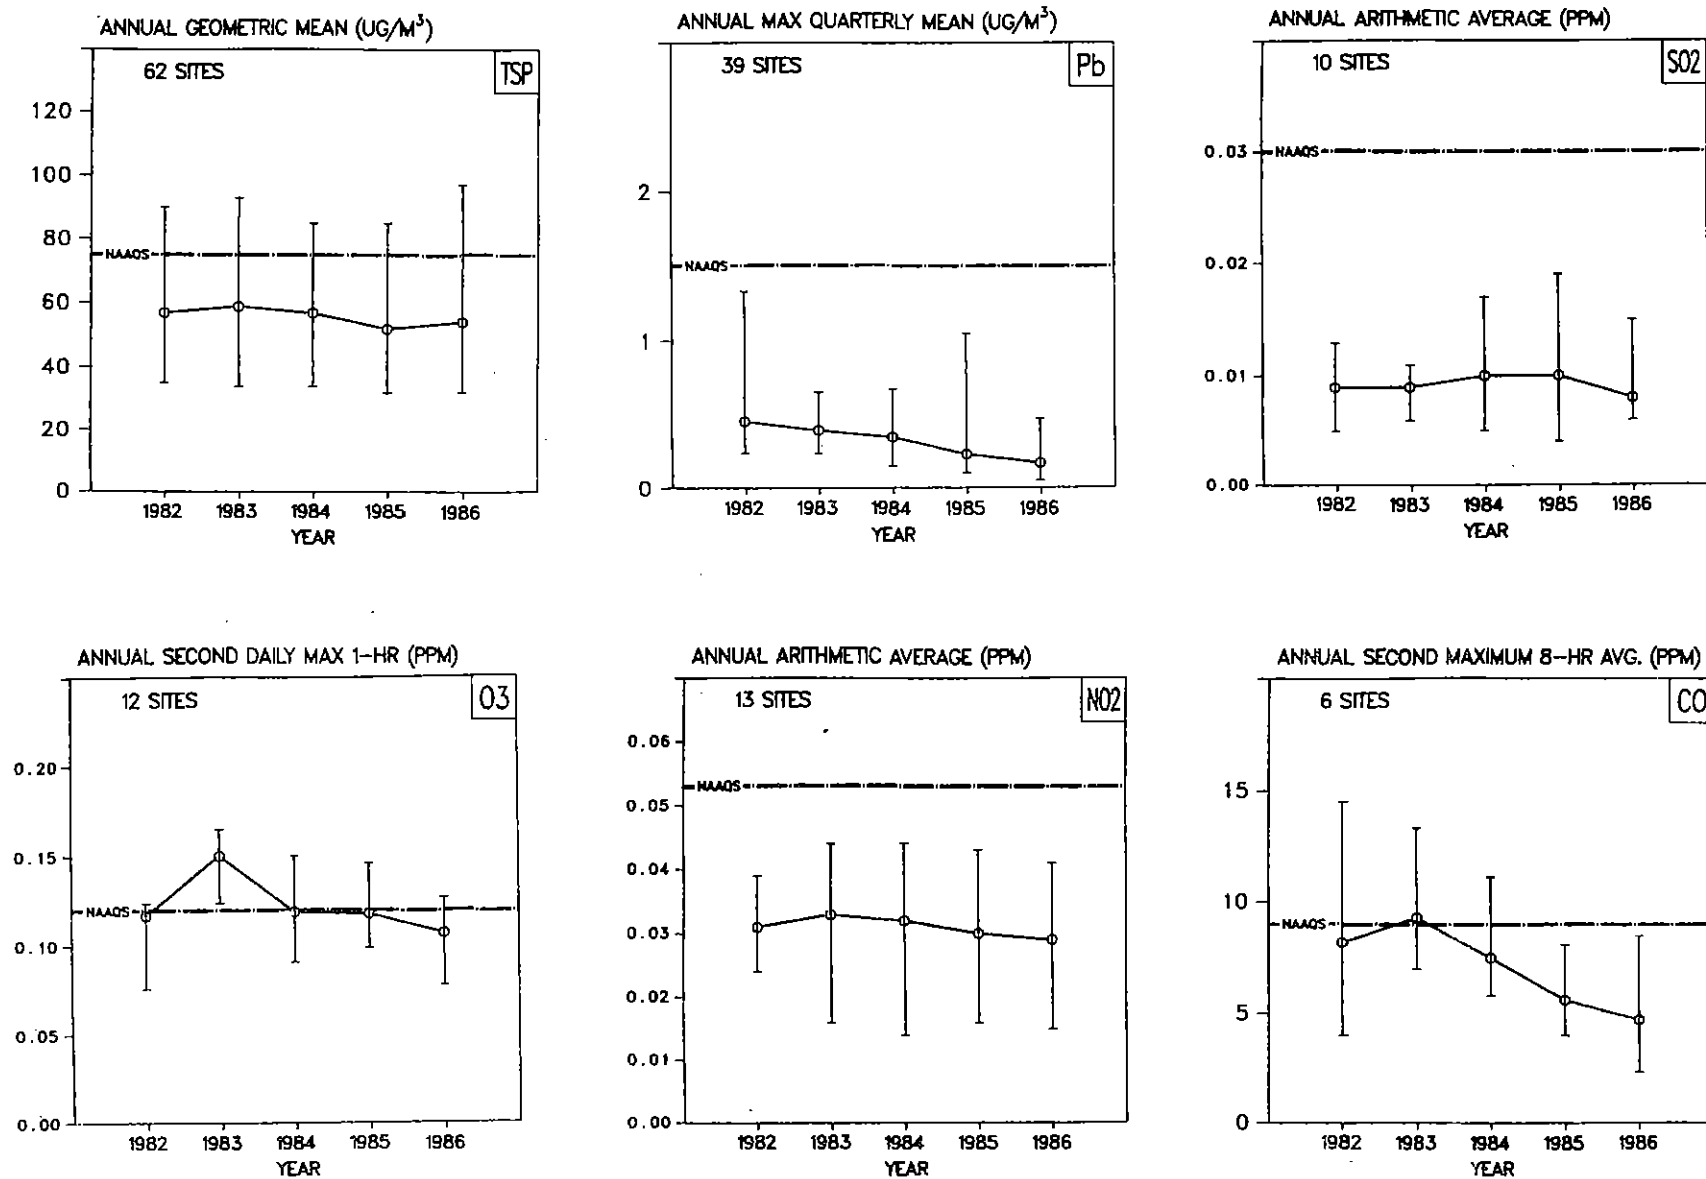 ANNUAL GEOMETRIC MEAN (UG/M³)
62 SITES
TSP
120
100
80
NAAQS
60
40
20
0
1982 1983 1984 1985 1986
YEAR
ANNUAL MAX QUARTERLY MEAN (UG/M³)
39 SITES
Pb
2
NAAQS
1
0
1982 1983 1984 1985 1986
YEAR
ANNUAL ARITHMETIC AVERAGE (PPM)
10 SITES
SO2
0.03
NAAQS
0.02
0.01
0.00
1982 1983 1984 1985 1986
YEAR
ANNUAL SECOND DAILY MAX 1-HR (PPM)
12 SITES
O3
0.20
0.15
NAAQS
0.10
0.05
0.00
1982 1983 1984 1985 1986
YEAR
ANNUAL ARITHMETIC AVERAGE (PPM)
13 SITES
NO2
0.06
NAAQS
0.05
0.04
0.03
0.02
0.01
0.00
1982 1983 1984 1985 1986
YEAR
ANNUAL SECOND MAXIMUM 8-HR AVG. (PPM)
6 SITES
CO
15
10
NAAQS
5
0
1982 1983 1984 1985 1986
YEAR